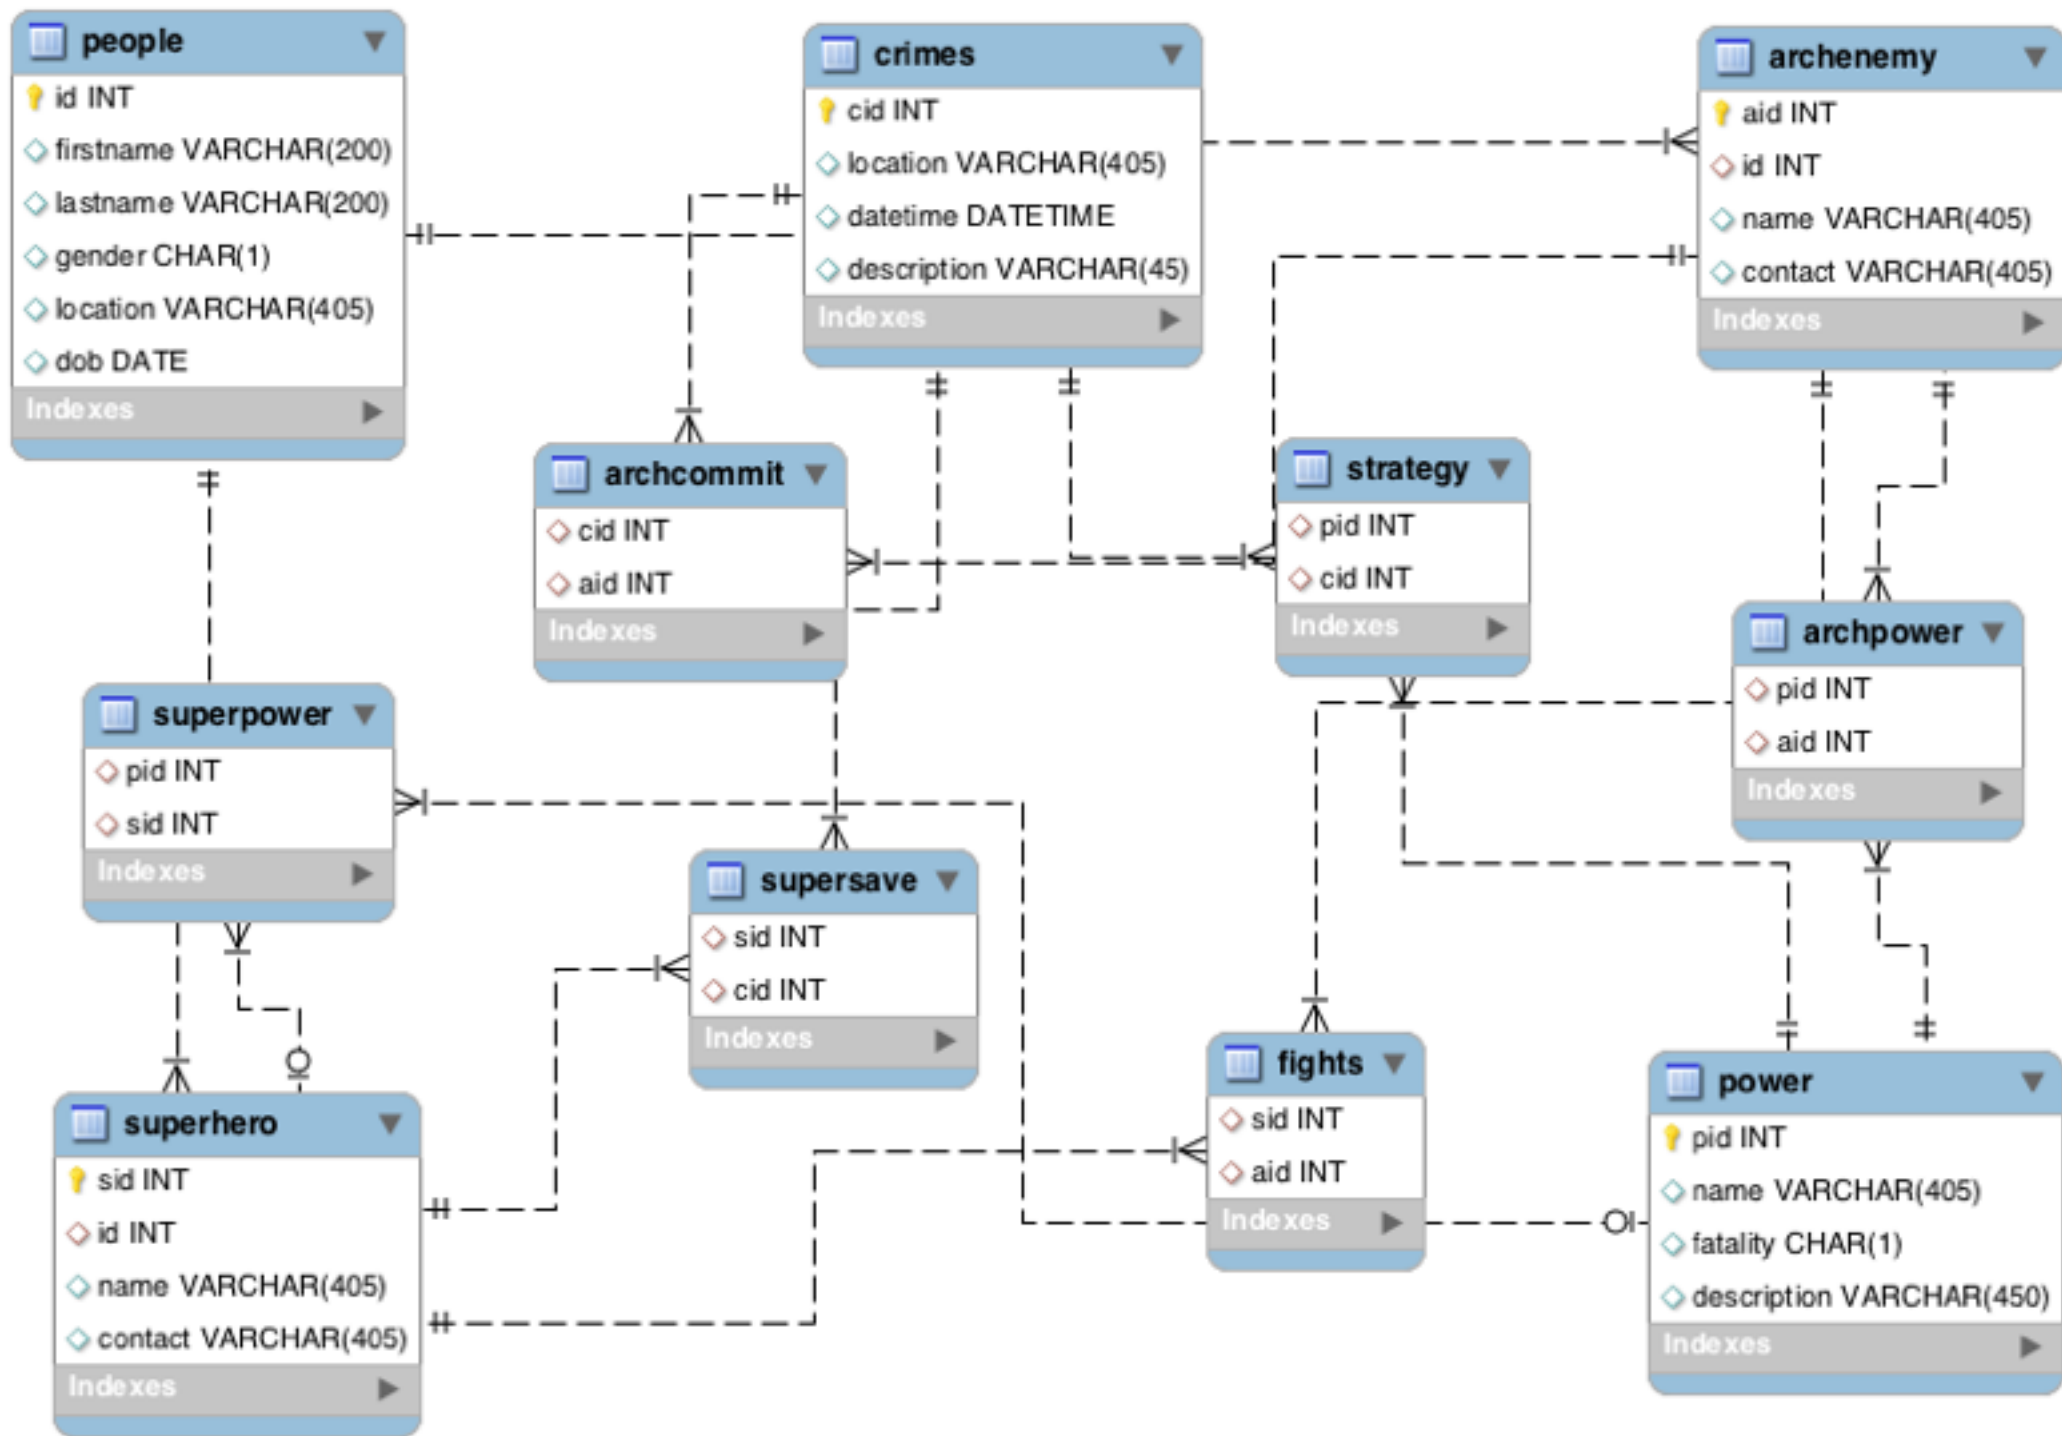 people
id INT
firstname VARCHAR(200)
lastname VARCHAR(200)
gender CHAR(1)
location VARCHAR(405)
dob DATE
Indexes
crimes
cid INT
location VARCHAR(405)
datetime DATETIME
description VARCHAR(45)
Indexes
archenemy
aid INT
id INT
name VARCHAR(405)
contact VARCHAR(405)
Indexes
archcommit
cid INT
aid INT
Indexes
strategy
pid INT
cid INT
Indexes
archpower
pid INT
aid INT
Indexes
superpower
pid INT
sid INT
Indexes
supersave
sid INT
cid INT
Indexes
fights
sid INT
aid INT
Indexes
power
pid INT
name VARCHAR(405)
fatality CHAR(1)
description VARCHAR(450)
Indexes
superhero
sid INT
id INT
name VARCHAR(405)
contact VARCHAR(405)
Indexes